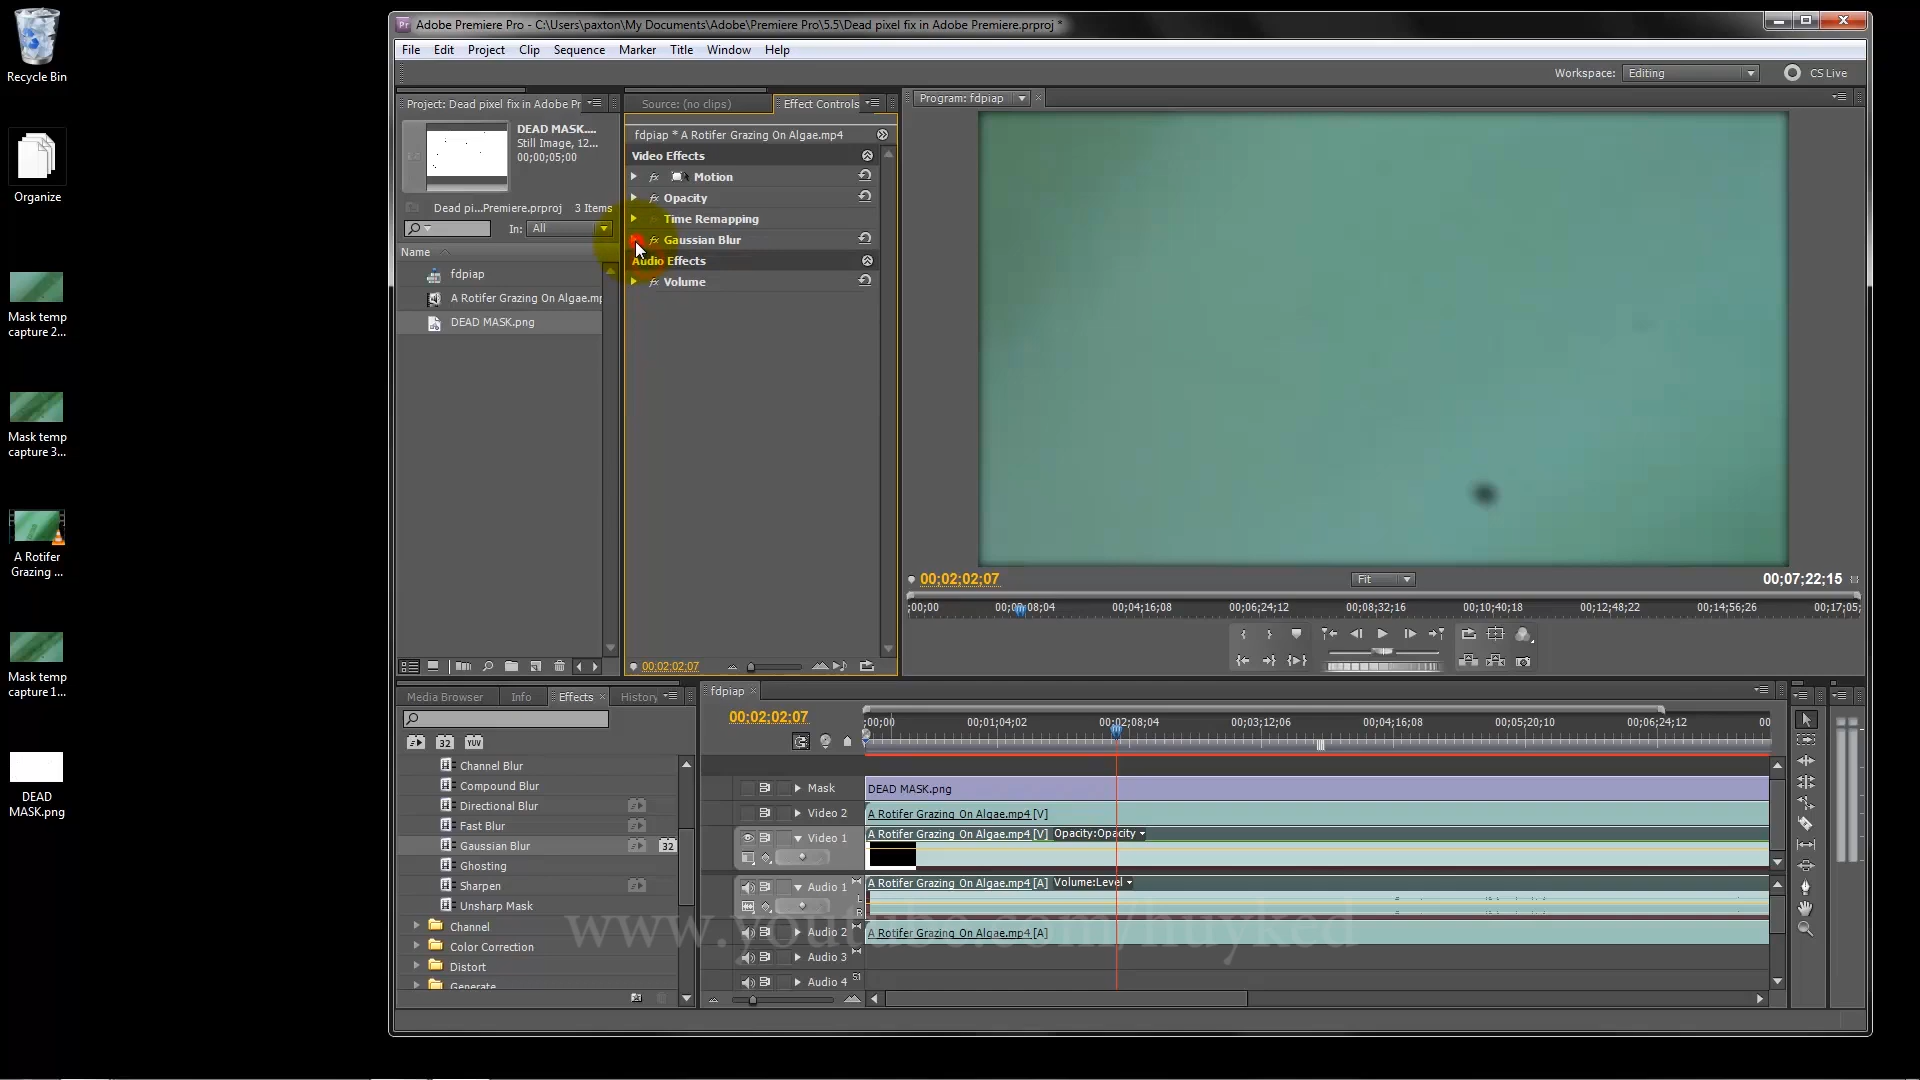 Recycle Bin
Organize
Mask temp
capture 2...
Mask temp
capture 3...
A Rotifer
Grazing ...
Mask temp
capture 1...
DEAD
MASK.png
Pr Adobe Premiere Pro - C:\Users\paxton\My Documents\Adobe\Premiere Pro\5.5\Dead pixel fix in Adobe Premiere.prproj *
File Edit Project Clip Sequence Marker Title Window Help
Workspace: Editing CS Live
Project: Dead pixel fix in Adobe Pr
DEAD MASK....
Still Image, 12...
00;00;05;00
Dead pi...Premiere.prproj 3 Items
In: All
Name
fdpiap
A Rotifer Grazing On Algae.mp
DEAD MASK.png
Source: (no clips) Effect Controls
fdpiap * A Rotifer Grazing On Algae.mp4
Video Effects
fx Motion
fx Opacity
Time Remapping
fx Gaussian Blur
Audio Effects
fx Volume
00;02;02;07
Program: fdpiap
00;02;02;07 Fit 00;07;22;15
;00;00 00;02;08;04 00;04;16;08 00;06;24;12 00;08;32;16 00;10;40;18 00;12;48;22 00;14;56;26 00;17;05;
Media Browser Info Effects × History
32 YUV
Channel Blur
Compound Blur
Directional Blur
Fast Blur
Gaussian Blur 32
Ghosting
Sharpen
Unsharp Mask
Channel
Color Correction
Distort
Generate
fdpiap ×
00;02;02;07
;00;00 00;01;04;02 00;02;08;04 00;03;12;06 00;04;16;08 00;05;20;10 00;06;24;12 00
Mask DEAD MASK.png
Video 2 A Rotifer Grazing On Algae.mp4 [V]
Video 1 A Rotifer Grazing On Algae.mp4 [V] Opacity:Opacity
Audio 1 A Rotifer Grazing On Algae.mp4 [A] Volume:Level
L
R
Audio 2 A Rotifer Grazing On Algae.mp4 [A]
Audio 3
Audio 4 51
www.youtube.com/huyked